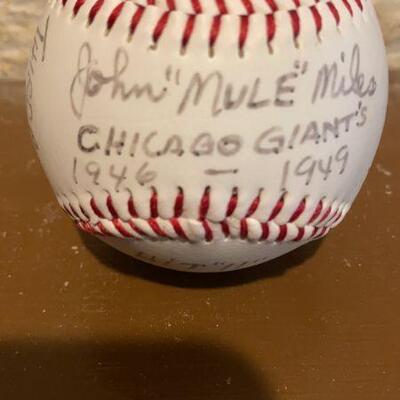 John "MULE" Miles
CHICAGO GIANT'S
1946 — 1949